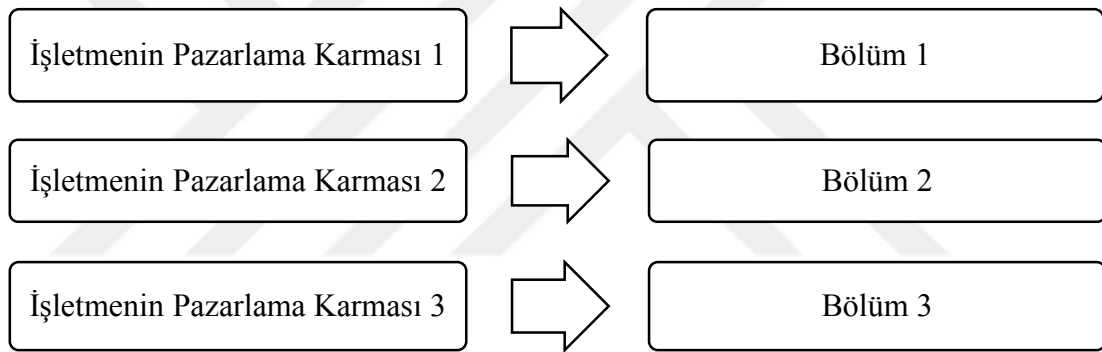 İşletmenin Pazarlama Karması 1
Bölüm 1
İşletmenin Pazarlama Karması 2
Bölüm 2
İşletmenin Pazarlama Karması 3
Bölüm 3